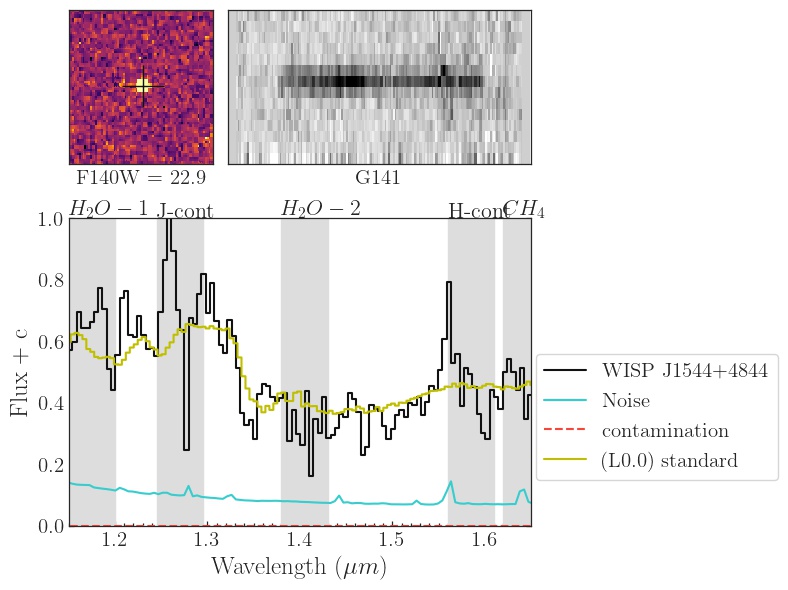 F140W = 22.9
G141
H₂O − 1 J-cont H₂O − 2 H-cont CH₄
1.0
0.8
0.6
0.4
0.2
0.0
Flux + c
1.2 1.3 1.4 1.5 1.6
Wavelength (μm)
WISP J1544+4844
Noise
contamination
(L0.0) standard